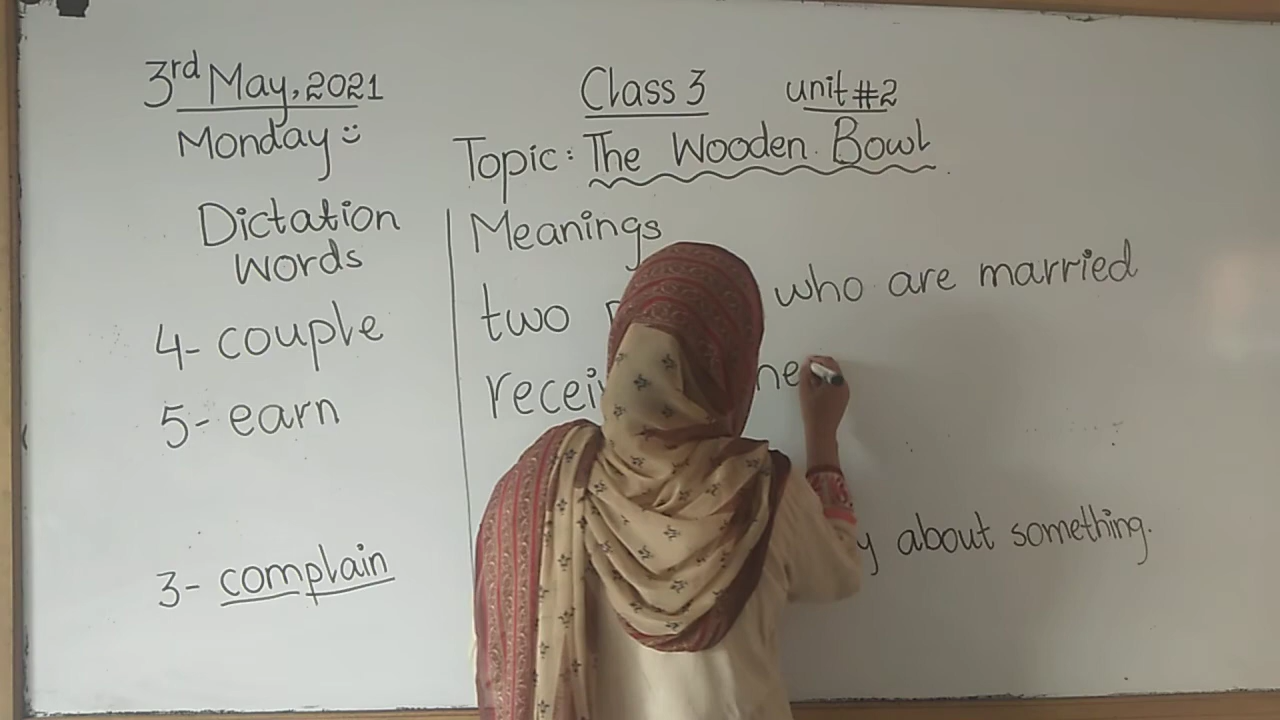 3rd May, 2021
Monday
Class 3 unit #2
Topic: The Wooden Bowl
Dictation
words
Meanings
4- couple
two who are married
5- earn
3- complain
about something.